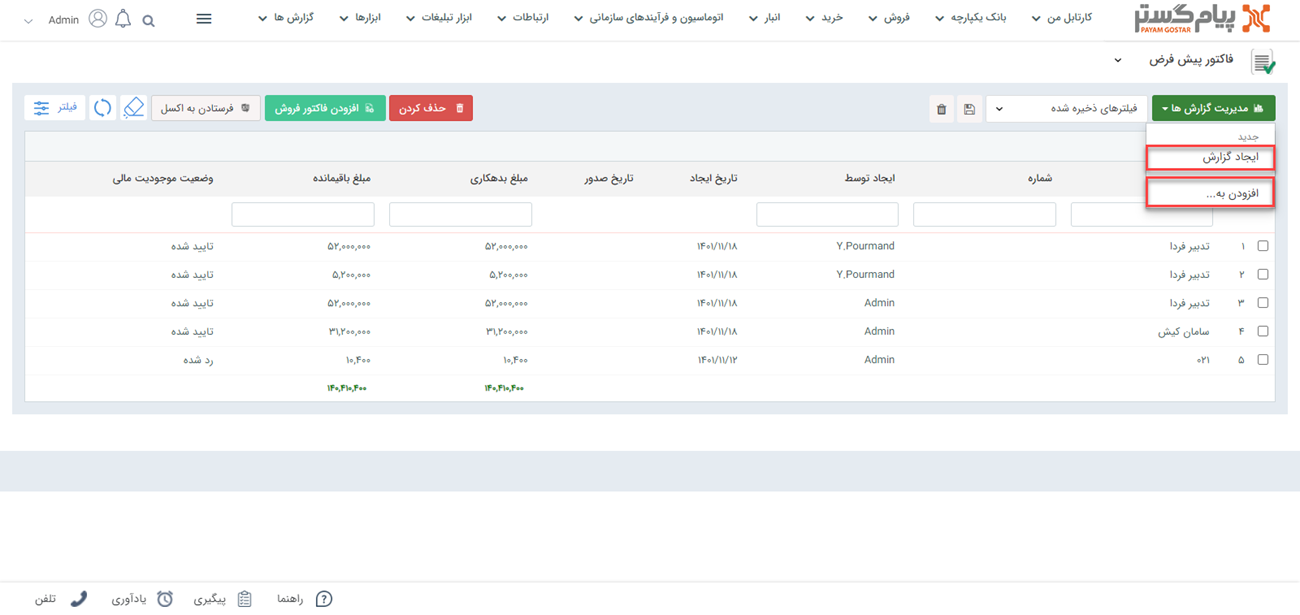 پیام گستر
PAYAM GOSTAR
کارتابل من
بانک یکپارچه
فروش
خرید
انبار
اتوماسیون و فرآیندهای سازمانی
ارتباطات
ابزار تبلیغات
ابزارها
گزارش ها
Admin
فاکتور پیش فرض
مدیریت گزارش ها
فیلترهای ذخیره شده
حذف کردن
افزودن فاکتور فروش
فرستادن به اکسل
فیلتر
جدید
ایجاد گزارش
افزودن به...
شماره ایجاد توسط تاریخ ایجاد تاریخ صدور مبلغ بدهکاری مبلغ باقیمانده وضعیت موجودیت مالی
۱ تدبیر فردا Y.Pourmand ۱۴۰۱/۱۱/۱۸ ۵۲,۰۰۰,۰۰۰ ۵۲,۰۰۰,۰۰۰ تایید شده
۲ تدبیر فردا Y.Pourmand ۱۴۰۱/۱۱/۱۸ ۵,۲۰۰,۰۰۰ ۵,۲۰۰,۰۰۰ تایید شده
۳ تدبیر فردا Admin ۱۴۰۱/۱۱/۱۸ ۵۲,۰۰۰,۰۰۰ ۵۲,۰۰۰,۰۰۰ تایید شده
۴ سامان کیش Admin ۱۴۰۱/۱۱/۱۸ ۳۱,۲۰۰,۰۰۰ ۳۱,۲۰۰,۰۰۰ تایید شده
۵ ۰۲۱ Admin ۱۴۰۱/۱۱/۱۲ ۱۰,۴۰۰ ۱۰,۴۰۰ رد شده
۱۴۰,۴۱۰,۴۰۰ ۱۴۰,۴۱۰,۴۰۰
راهنما
پیگیری
یادآوری
تلفن